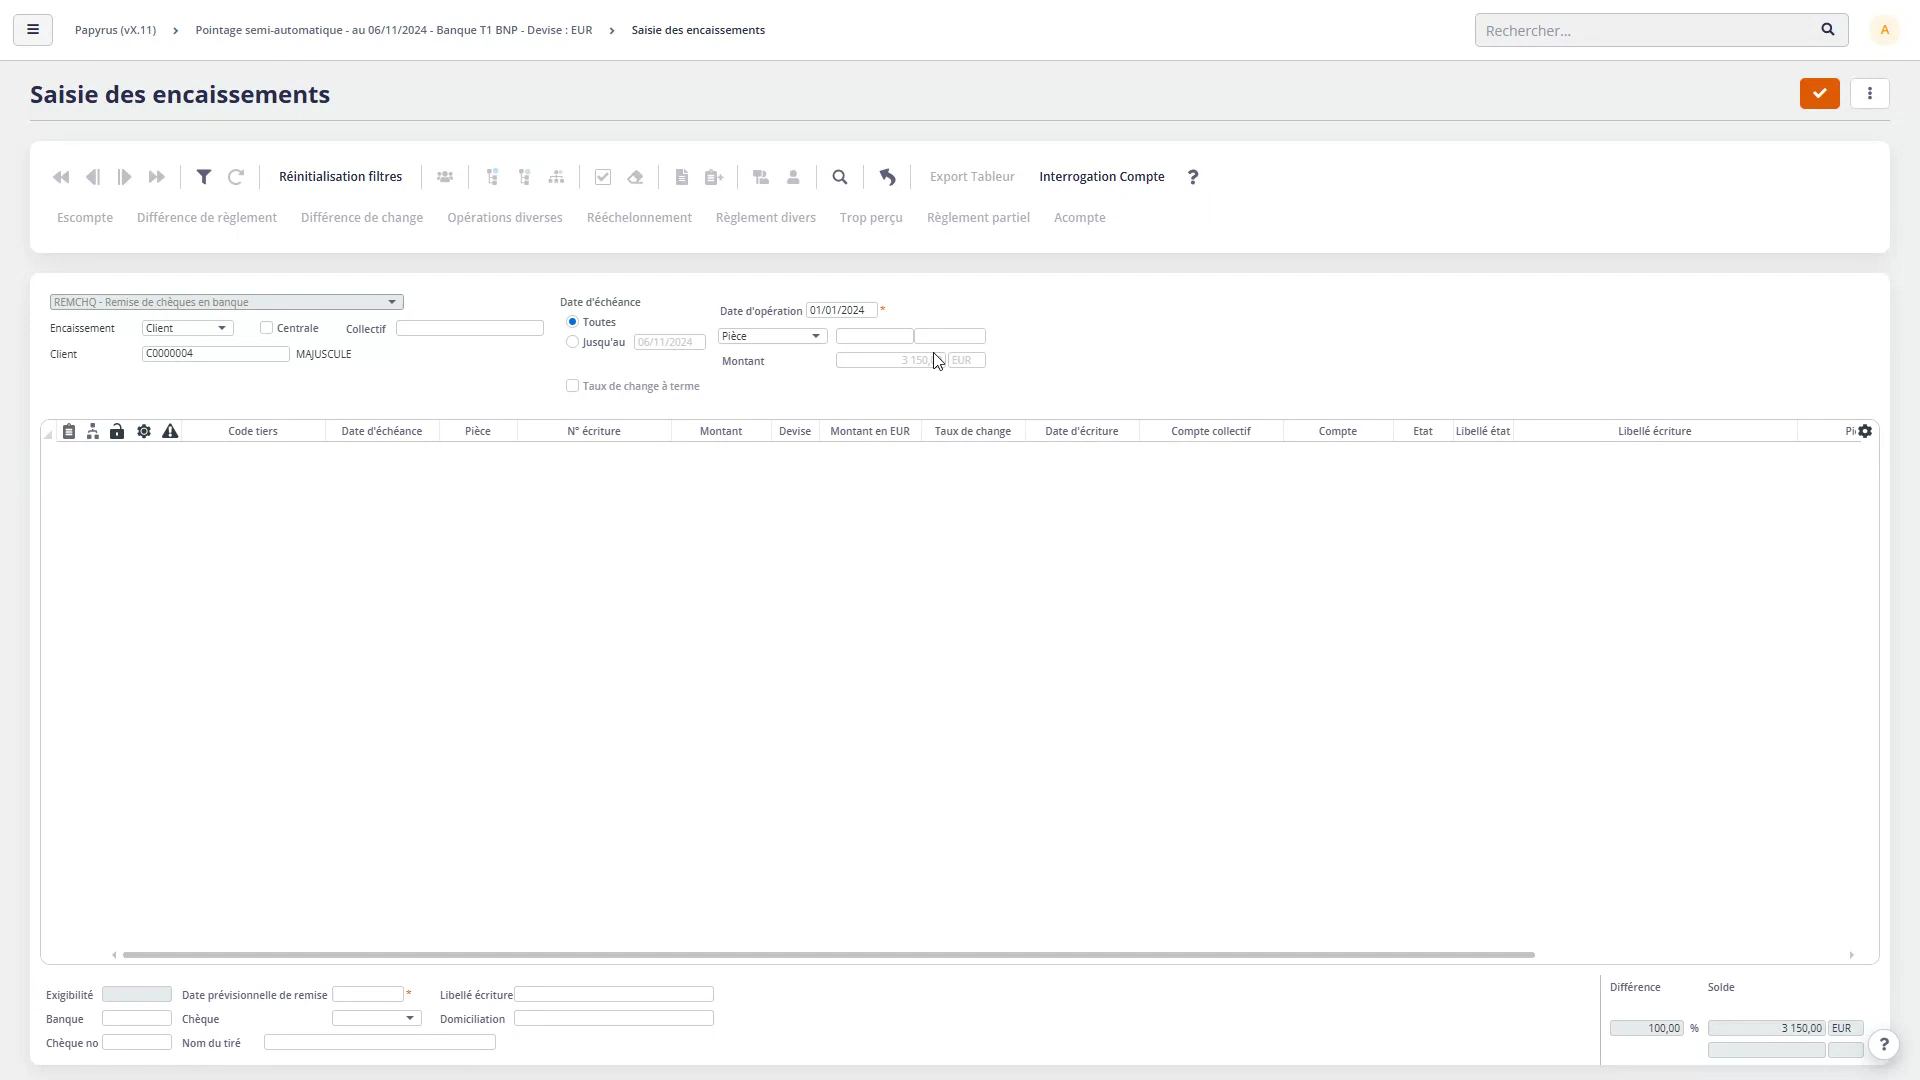 Papyrus (vX.11) > Pointage semi-automatique - au 06/11/2024 - Banque T1 BNP - Devise : EUR > Saisie des encaissements
Rechercher...
A
Saisie des encaissements
Réinitialisation filtres Export Tableur Interrogation Compte ?
Escompte Différence de règlement Différence de change Opérations diverses Rééchelonnement Règlement divers Trop perçu Règlement partiel Acompte
REMCHQ - Remise de chèques en banque Date d'échéance
Date d'opération 01/01/2024 *
Toutes
Encaissement Client Centrale Collectif
Pièce
Jusqu'au 06/11/2024
Client C0000004 MAJUSCULE
Montant 3 150, EUR
Taux de change à terme
Code tiers Date d'échéance Pièce N° écriture Montant Devise Montant en EUR Taux de change Date d'écriture Compte collectif Compte Etat Libellé état Libellé écriture
Différence Solde
Exigibilité Date prévisionnelle de remise * Libellé écriture
Banque Chèque Domiciliation
100,00 % 3 150,00 EUR
Chèque no Nom du tiré
?